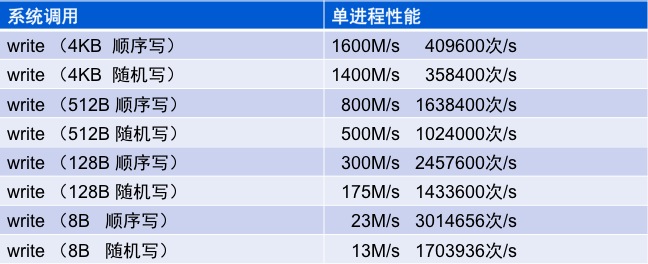 系统调用 单进程性能
write （4KB 顺序写） 1600M/s 409600次/s
write （4KB 随机写） 1400M/s 358400次/s
write （512B 顺序写） 800M/s 1638400次/s
write （512B 随机写） 500M/s 1024000次/s
write （128B 顺序写） 300M/s 2457600次/s
write （128B 随机写） 175M/s 1433600次/s
write （8B 顺序写） 23M/s 3014656次/s
write （8B 随机写） 13M/s 1703936次/s